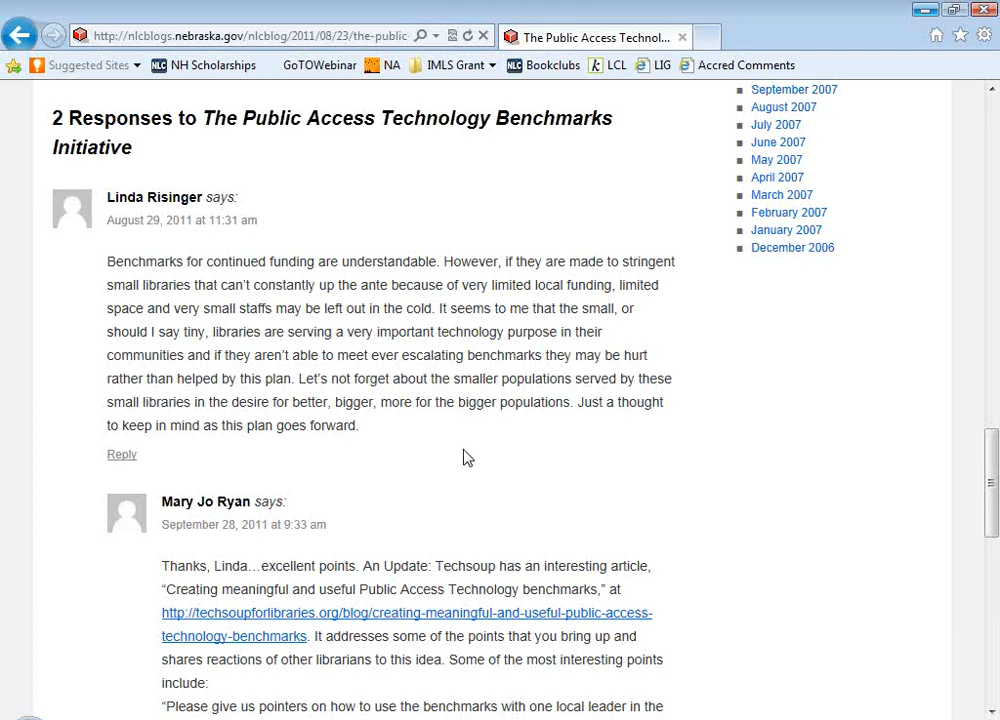 http://nlcblogs.nebraska.gov/nlcblog/2011/08/23/the-public-
The Public Access Technol...
Suggested Sites
NLC NH Scholarships
GoTOWebinar
NA
IMLS Grant
NLC Bookclubs
k LCL
LIG
Accred Comments
2 Responses to The Public Access Technology Benchmarks
Initiative
Linda Risinger says:
August 29, 2011 at 11:31 am
Benchmarks for continued funding are understandable. However, if they are made to stringent
small libraries that can’t constantly up the ante because of very limited local funding, limited
space and very small staffs may be left out in the cold. It seems to me that the small, or
should I say tiny, libraries are serving a very important technology purpose in their
communities and if they aren’t able to meet ever escalating benchmarks they may be hurt
rather than helped by this plan. Let’s not forget about the smaller populations served by these
small libraries in the desire for better, bigger, more for the bigger populations. Just a thought
to keep in mind as this plan goes forward.
Reply
Mary Jo Ryan says:
September 28, 2011 at 9:33 am
Thanks, Linda…excellent points. An Update: Techsoup has an interesting article,
“Creating meaningful and useful Public Access Technology benchmarks,” at
http://techsoupforlibraries.org/blog/creating-meaningful-and-useful-public-access-
technology-benchmarks. It addresses some of the points that you bring up and
shares reactions of other librarians to this idea. Some of the most interesting points
include:
“Please give us pointers on how to use the benchmarks with one local leader in the
September 2007
August 2007
July 2007
June 2007
May 2007
April 2007
March 2007
February 2007
January 2007
December 2006